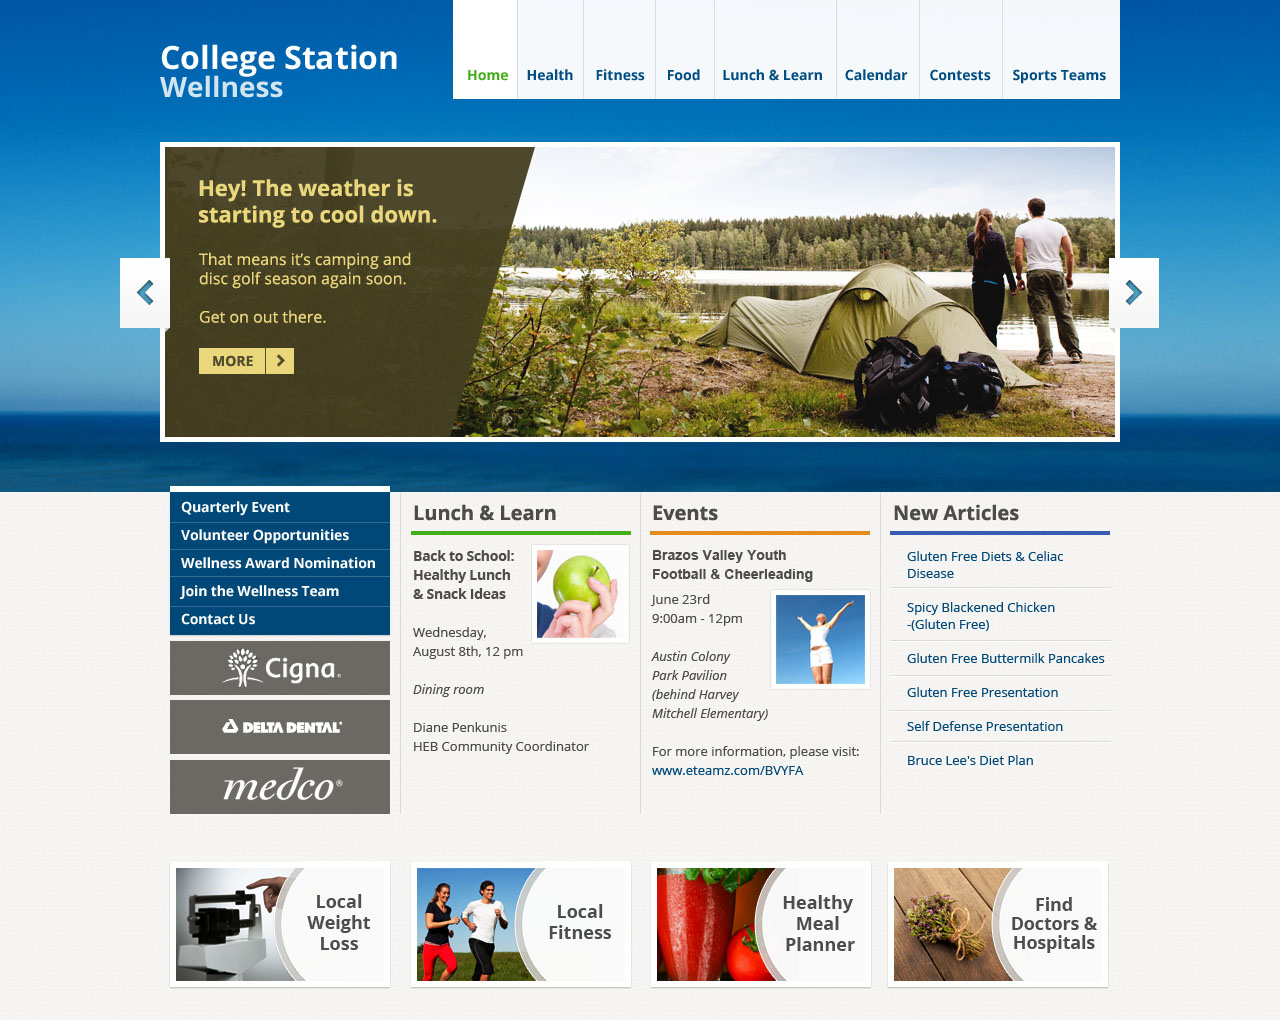 College Station
Wellness
Home
Health
Fitness
Food
Lunch & Learn
Calendar
Contests
Sports Teams
Hey! The weather is
starting to cool down.
That means it's camping and
disc golf season again soon.
Get on out there.
MORE
Quarterly Event
Volunteer Opportunities
Wellness Award Nomination
Join the Wellness Team
Contact Us
Cigna®
DELTA DENTAL®
medco®
Lunch & Learn
Back to School:
Healthy Lunch
& Snack Ideas
Wednesday,
August 8th, 12 pm
Dining room
Diane Penkunis
HEB Community Coordinator
Events
Brazos Valley Youth
Football & Cheerleading
June 23rd
9:00am - 12pm
Austin Colony
Park Pavilion
(behind Harvey
Mitchell Elementary)
For more information, please visit:
www.eteamz.com/BVYFA
New Articles
Gluten Free Diets & Celiac
Disease
Spicy Blackened Chicken
-(Gluten Free)
Gluten Free Buttermilk Pancakes
Gluten Free Presentation
Self Defense Presentation
Bruce Lee's Diet Plan
Local
Weight
Loss
Local
Fitness
Healthy
Meal
Planner
Find
Doctors &
Hospitals